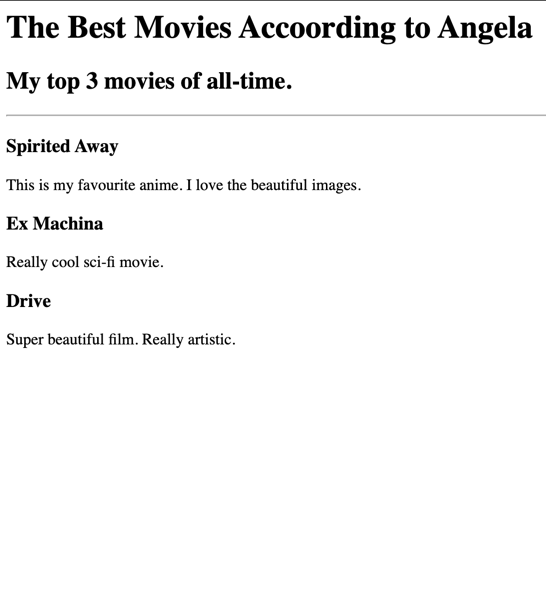 The Best Movies Accoording to Angela
My top 3 movies of all-time.
Spirited Away
This is my favourite anime. I love the beautiful images.
Ex Machina
Really cool sci-fi movie.
Drive
Super beautiful film. Really artistic.